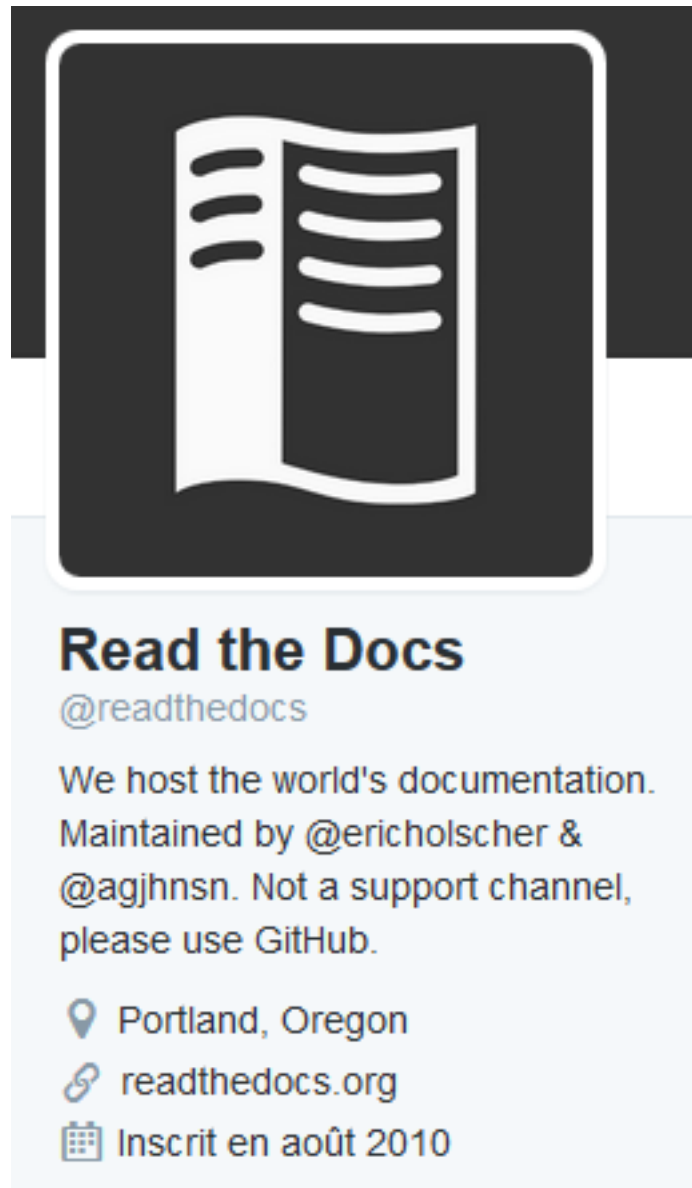 Read the Docs
@readthedocs
We host the world's documentation.
Maintained by @ericholscher &
@agjhnsn. Not a support channel,
please use GitHub.
Portland, Oregon
readthedocs.org
Inscrit en août 2010